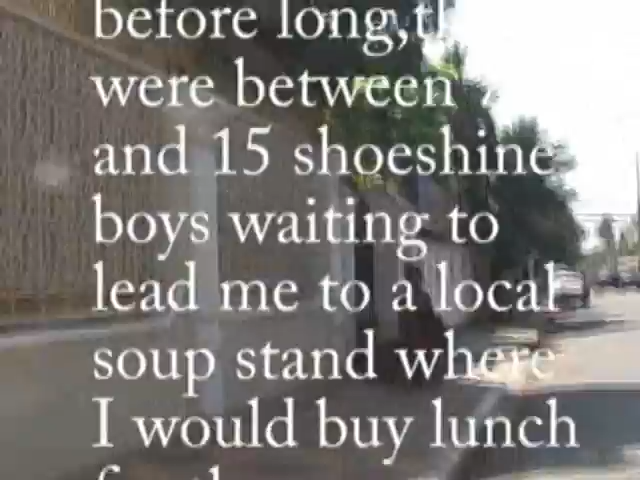 before long,
were between
and 15 shoeshine
boys waiting to
lead me to a local
soup stand where
I would buy lunch